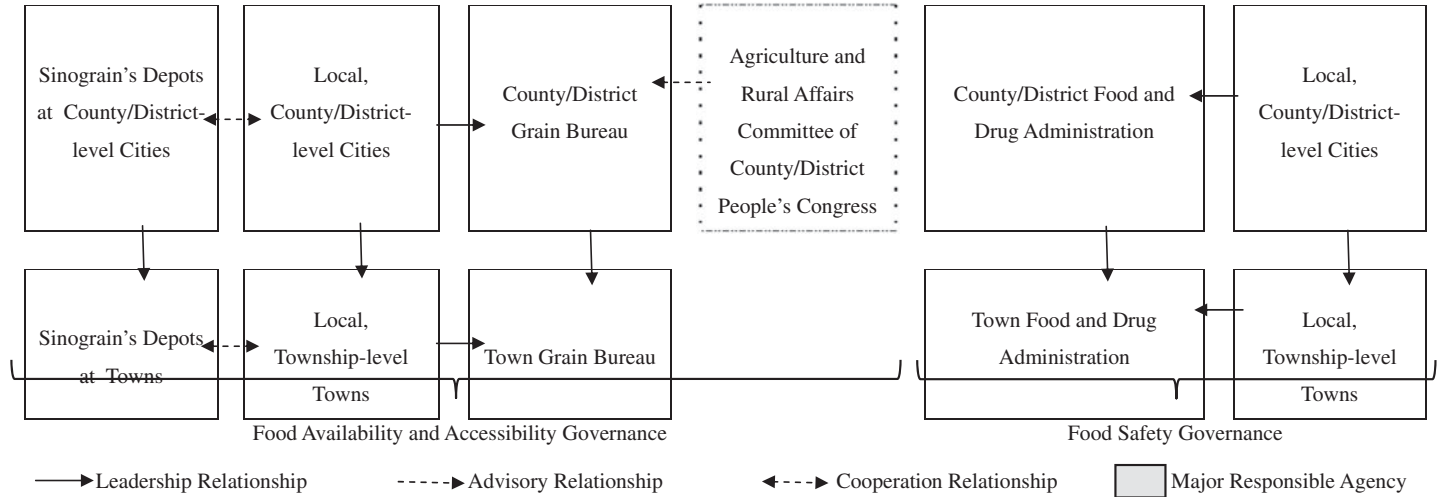 Sinograin’s Depots
at County/District-
level Cities
Local,
County/District-
level Cities
County/District
Grain Bureau
Agriculture and
Rural Affairs
Committee of
County/District
People’s Congress
County/District Food and
Drug Administration
Local,
County/District-
level Cities
Sinograin’s Depots
at Towns
Local,
Township-level
Towns
Town Grain Bureau
Town Food and Drug
Administration
Local,
Township-level
Towns
Food Availability and Accessibility Governance
Food Safety Governance
Leadership Relationship
Advisory Relationship
Cooperation Relationship
Major Responsible Agency